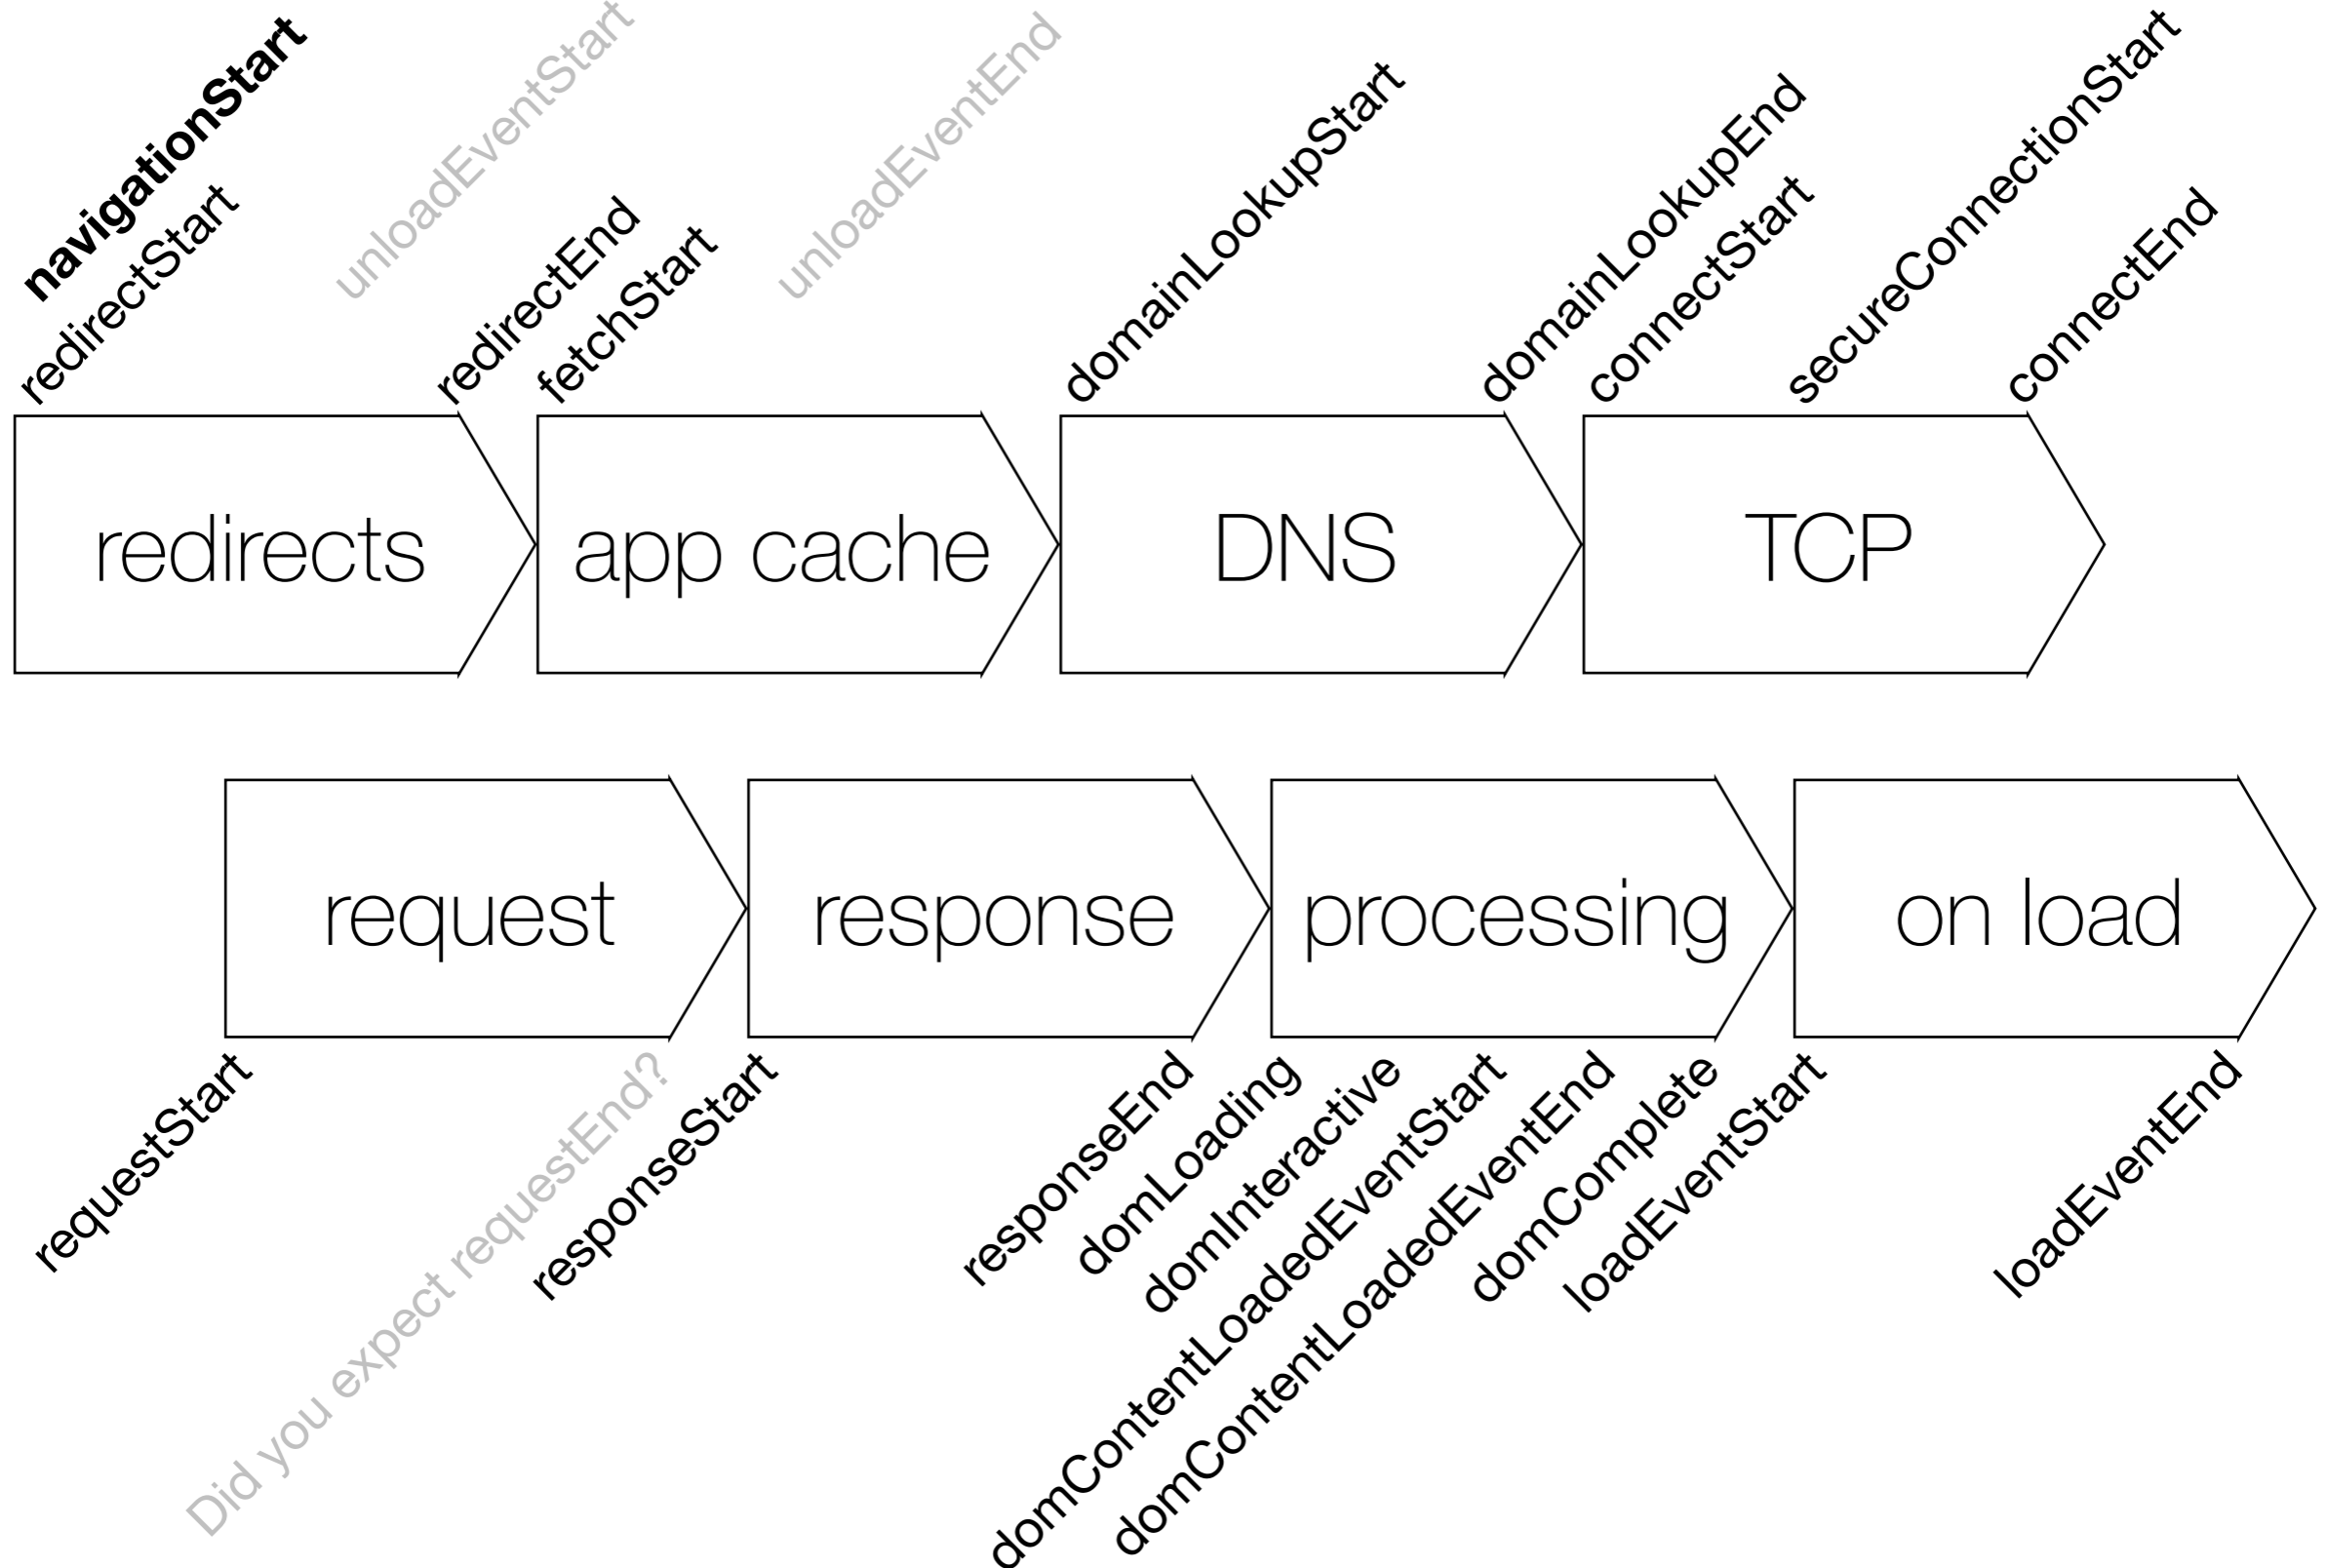 navigationStart
redirectStart
unloadEventStart
redirectEnd
fetchStart
unloadEventEnd
domainLookupStart
domainLookupEnd
connectStart
secureConnectionStart
connectEnd
redirects
app cache
DNS
TCP
request
response
processing
on load
requestStart
Did you expect requestEnd?
responseStart
responseEnd
domLoading
domInteractive
domContentLoadedEventStart
domContentLoadedEventEnd
domComplete
loadEventStart
loadEventEnd